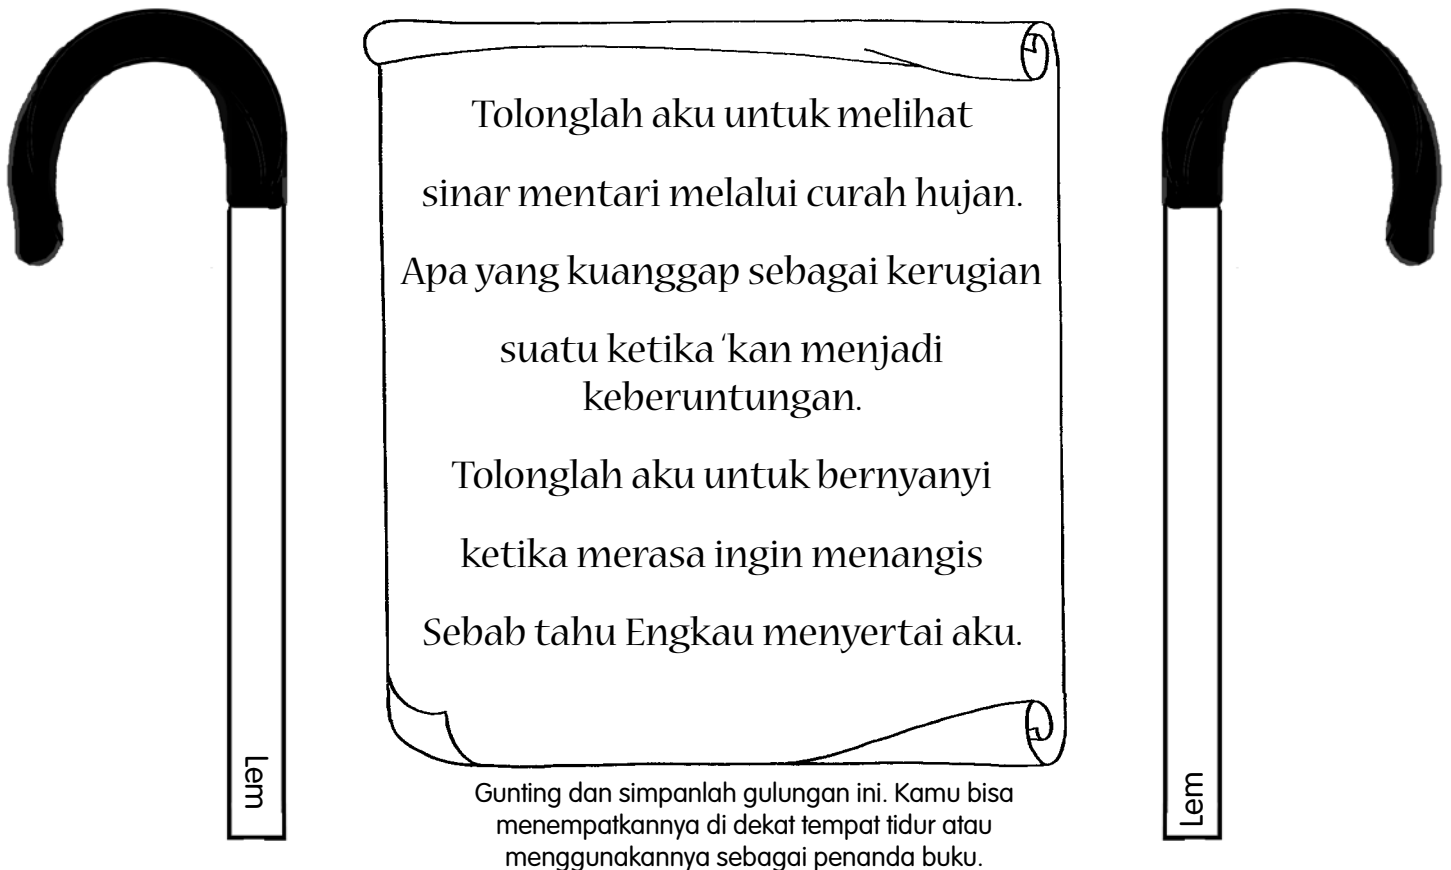 Tolonglah aku untuk melihat
sinar mentari melalui curah hujan.
Apa yang kuanggap sebagai kerugian
suatu ketika ‘kan menjadi
keberuntungan.
Tolonglah aku untuk bernyanyi
ketika merasa ingin menangis
Sebab tahu Engkau menyertai aku.
Lem
Lem
Gunting dan simpanlah gulungan ini. Kamu bisa
menempatkannya di dekat tempat tidur atau
menggunakannya sebagai penanda buku.